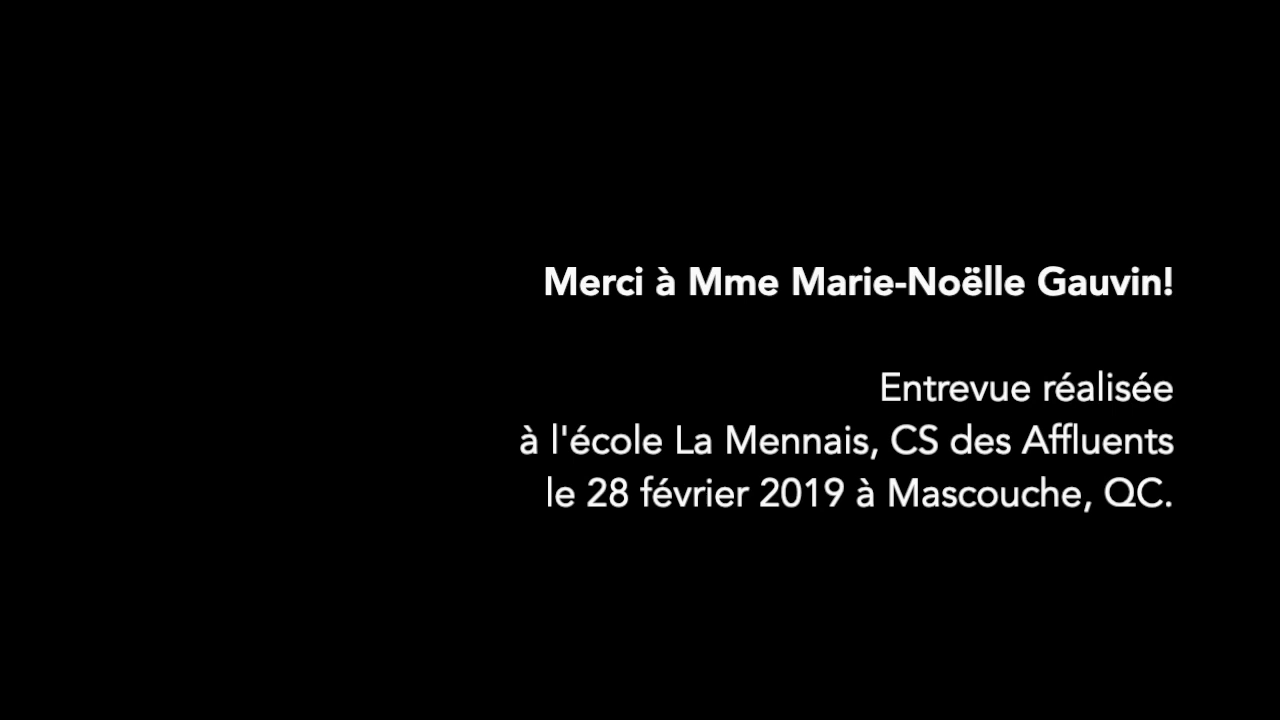 Merci à Mme Marie-Noëlle Gauvin!
Entrevue réalisée
à l'école La Mennais, CS des Affluents
le 28 février 2019 à Mascouche, QC.